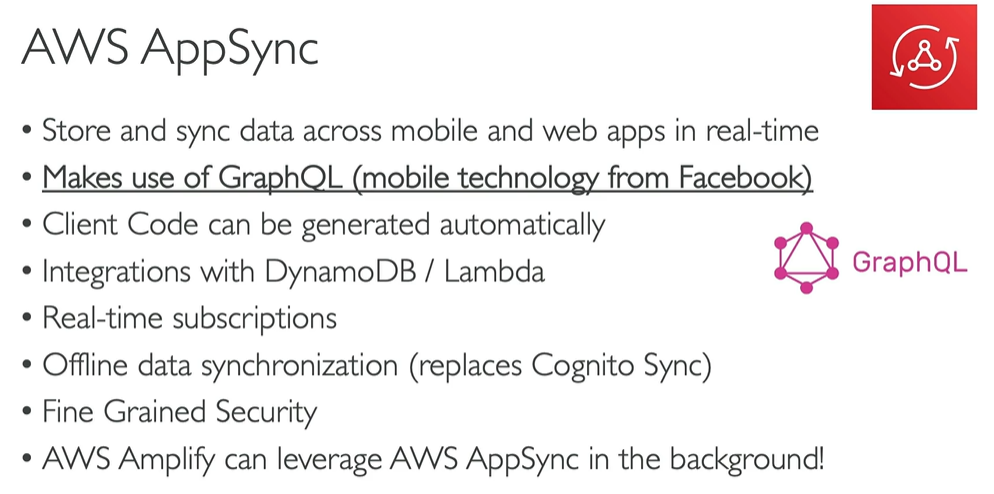 AWS AppSync
• Store and sync data across mobile and web apps in real-time
• Makes use of GraphQL (mobile technology from Facebook)
• Client Code can be generated automatically
• Integrations with DynamoDB / Lambda
GraphQL
• Real-time subscriptions
• Offline data synchronization (replaces Cognito Sync)
• Fine Grained Security
• AWS Amplify can leverage AWS AppSync in the background!